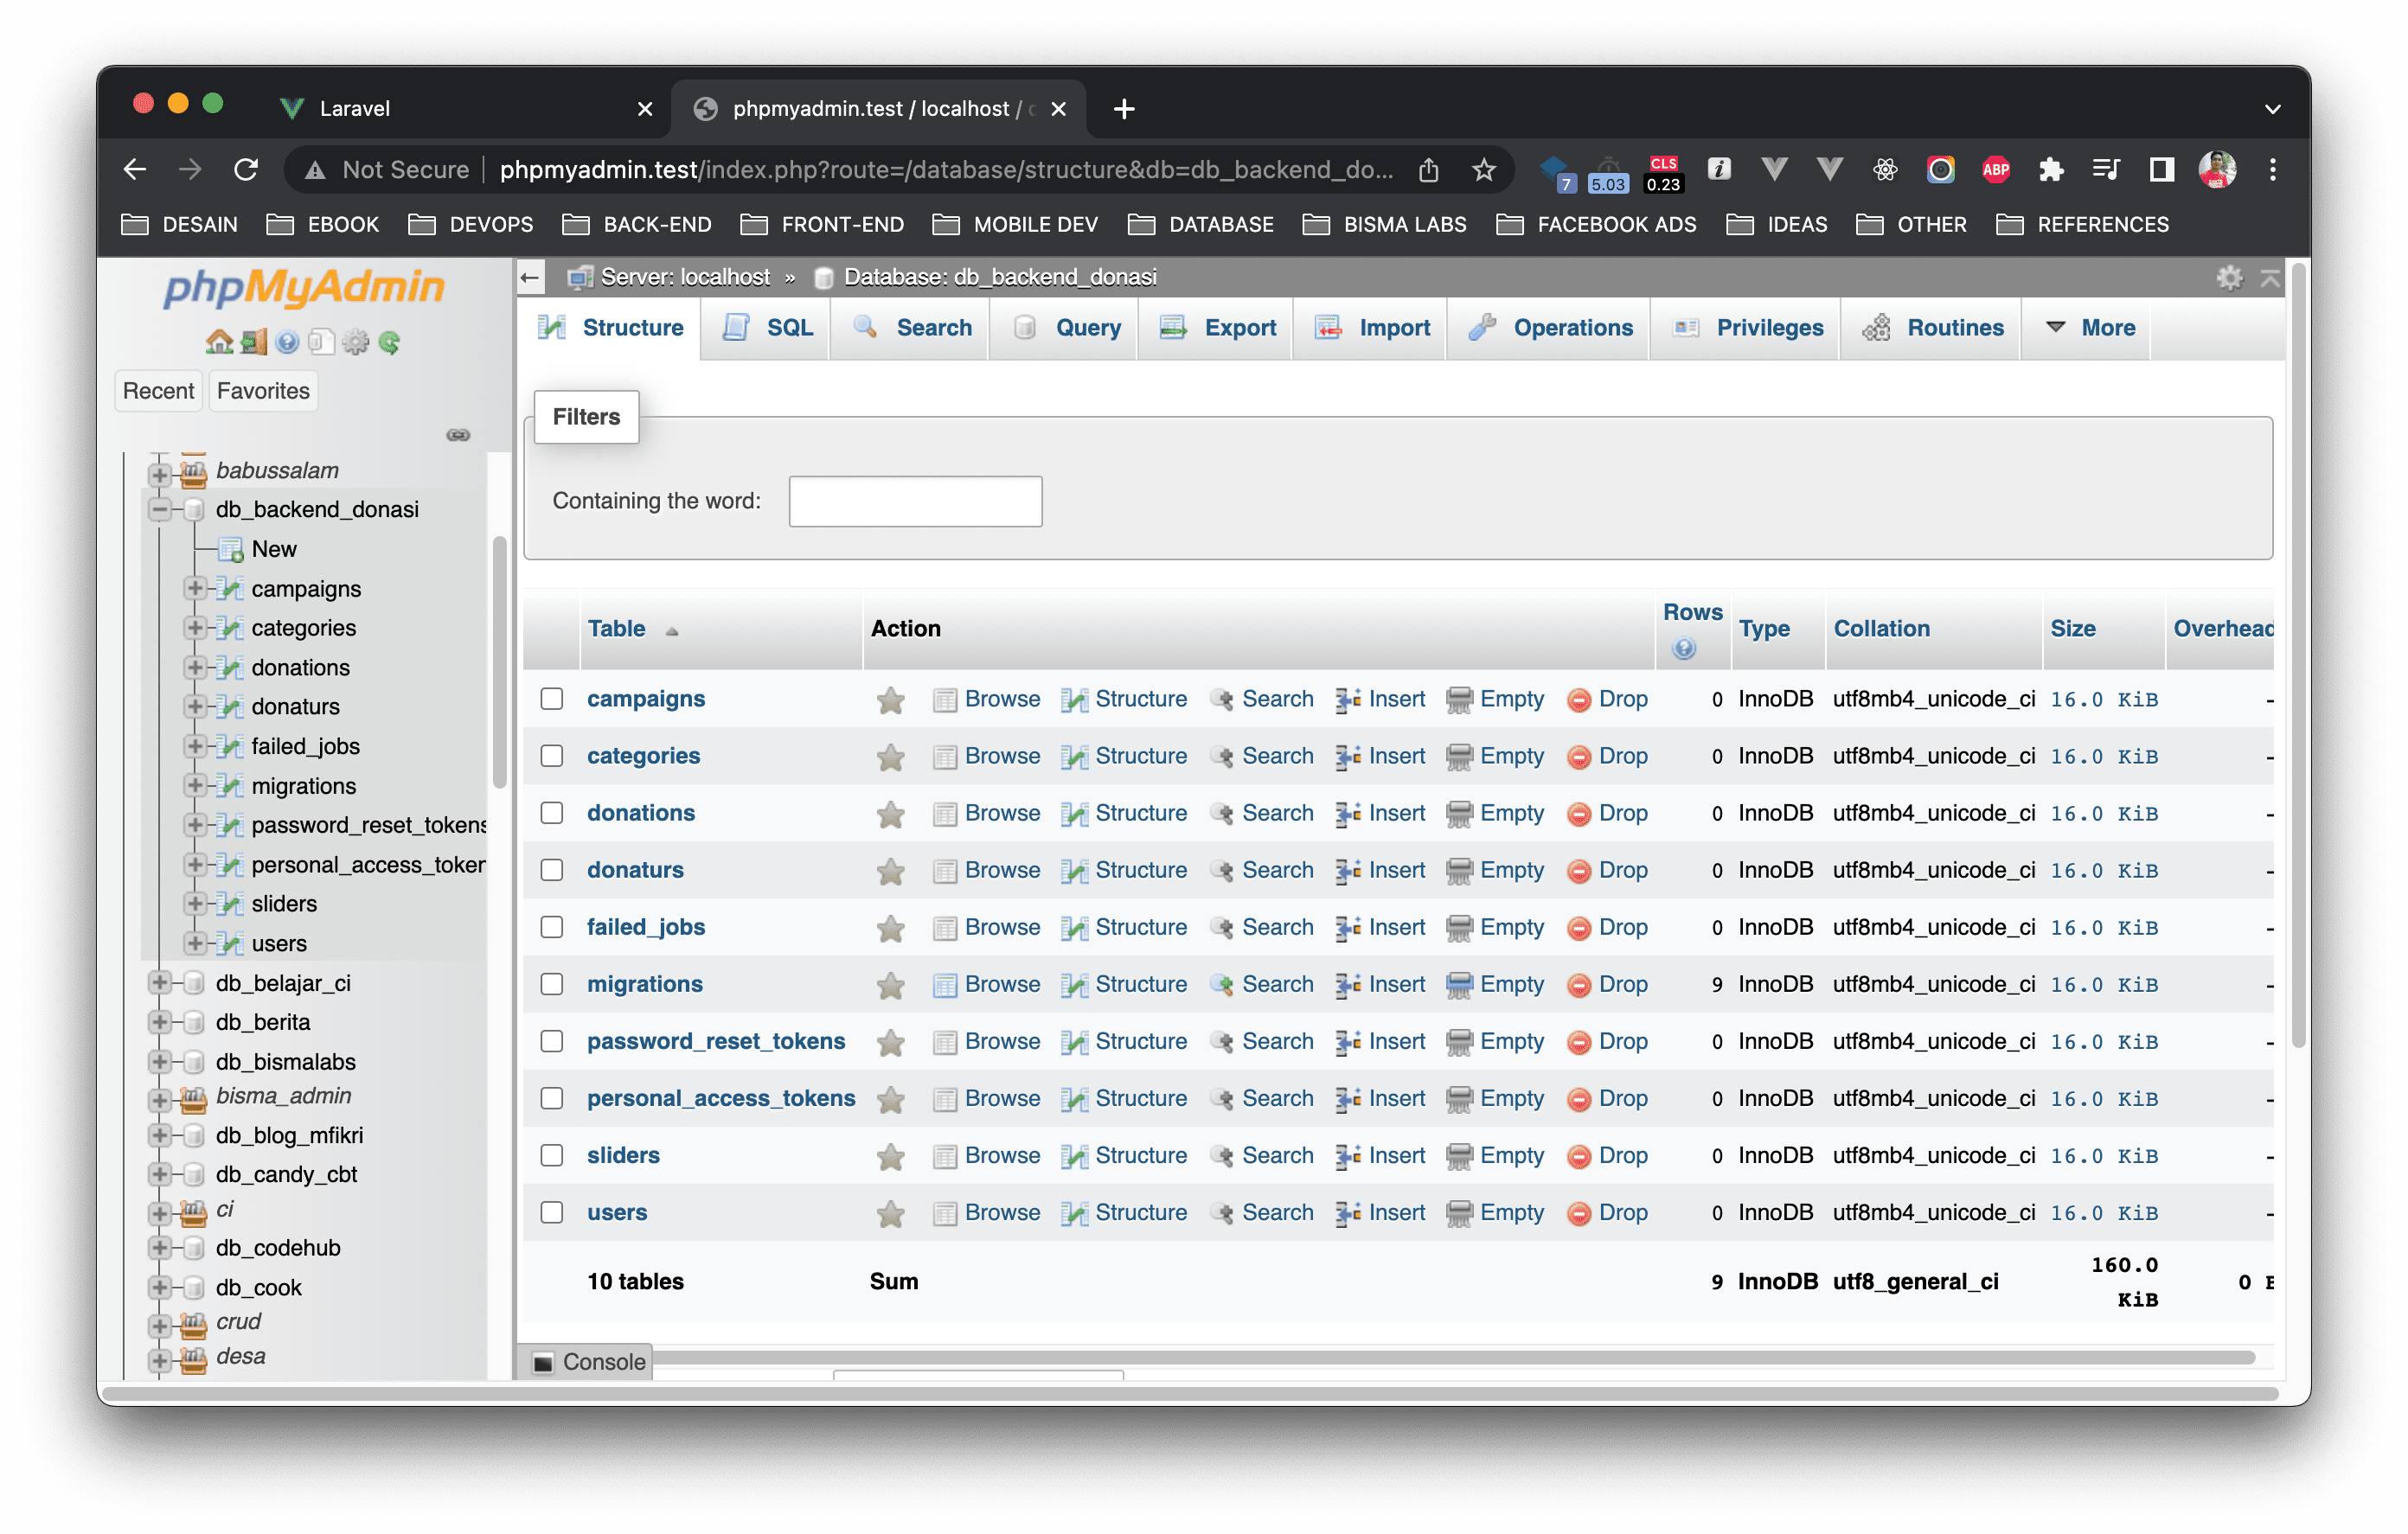 Laravel
phpmyadmin.test / localhost /
Not Secure phpmyadmin.test/index.php?route=/database/structure&db=db_backend_do...
7 5.03 CLS 0.23 ABP
DESAIN EBOOK DEVOPS BACK-END FRONT-END MOBILE DEV DATABASE BISMA LABS FACEBOOK ADS IDEAS OTHER REFERENCES
phpMyAdmin
Recent Favorites
babussalam
db_backend_donasi
New
campaigns
categories
donations
donaturs
failed_jobs
migrations
password_reset_tokens
personal_access_token
sliders
users
db_belajar_ci
db_berita
db_bismalabs
bisma_admin
db_blog_mfikri
db_candy_cbt
ci
db_codehub
db_cook
crud
desa
Server: localhost » Database: db_backend_donasi
Structure SQL Search Query Export Import Operations Privileges Routines More
Filters
Containing the word:
Table Action Rows Type Collation Size Overhead
campaigns Browse Structure Search Insert Empty Drop 0 InnoDB utf8mb4_unicode_ci 16.0 KiB -
categories Browse Structure Search Insert Empty Drop 0 InnoDB utf8mb4_unicode_ci 16.0 KiB -
donations Browse Structure Search Insert Empty Drop 0 InnoDB utf8mb4_unicode_ci 16.0 KiB -
donaturs Browse Structure Search Insert Empty Drop 0 InnoDB utf8mb4_unicode_ci 16.0 KiB -
failed_jobs Browse Structure Search Insert Empty Drop 0 InnoDB utf8mb4_unicode_ci 16.0 KiB -
migrations Browse Structure Search Insert Empty Drop 9 InnoDB utf8mb4_unicode_ci 16.0 KiB -
password_reset_tokens Browse Structure Search Insert Empty Drop 0 InnoDB utf8mb4_unicode_ci 16.0 KiB -
personal_access_tokens Browse Structure Search Insert Empty Drop 0 InnoDB utf8mb4_unicode_ci 16.0 KiB -
sliders Browse Structure Search Insert Empty Drop 0 InnoDB utf8mb4_unicode_ci 16.0 KiB -
users Browse Structure Search Insert Empty Drop 0 InnoDB utf8mb4_unicode_ci 16.0 KiB -
10 tables Sum 9 InnoDB utf8_general_ci 160.0 KiB 0
Console